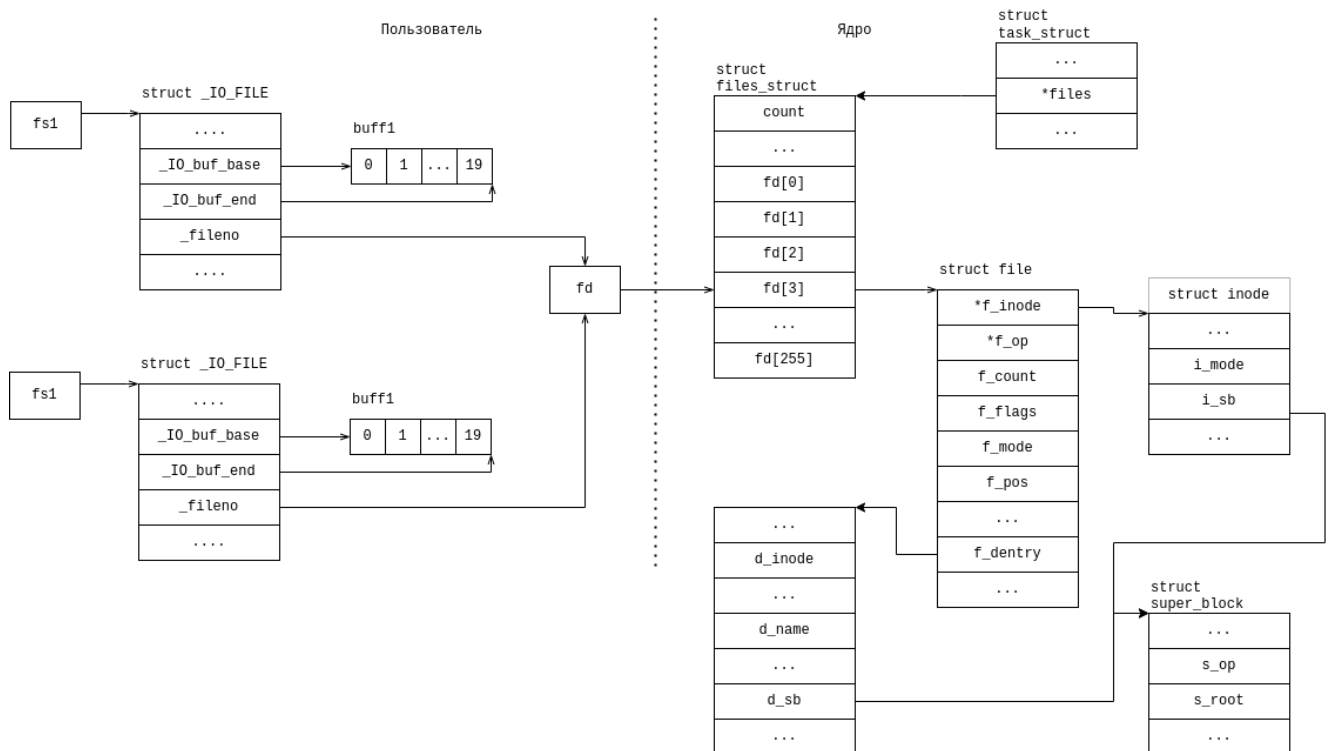 Пользователь
Ядро
struct
task_struct
...
*files
...
struct
files_struct
count
...
fd[0]
fd[1]
fd[2]
fd[3]
...
fd[255]
fs1
struct _IO_FILE
....
_IO_buf_base
_IO_buf_end
_fileno
....
buff1
0 1 ... 19
fd
fs1
struct _IO_FILE
....
_IO_buf_base
_IO_buf_end
_fileno
....
buff1
0 1 ... 19
struct file
*f_inode
*f_op
f_count
f_flags
f_mode
f_pos
...
f_dentry
...
struct inode
...
i_mode
i_sb
...
...
d_inode
...
d_name
...
d_sb
...
struct
super_block
...
s_op
s_root
...